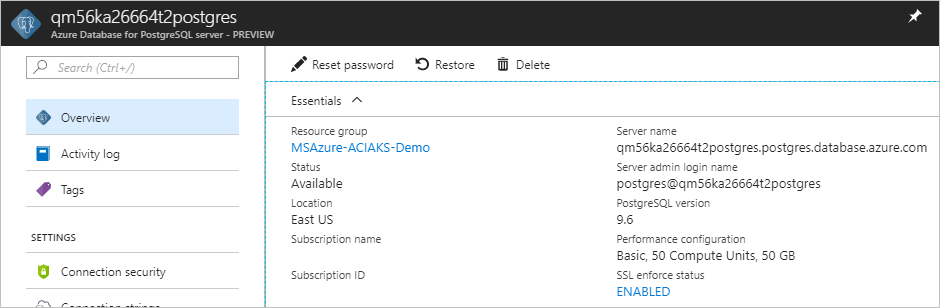 qm56ka26664t2postgres
Azure Database for PostgreSQL server - PREVIEW
Search (Ctrl+/)
Overview
Activity log
Tags
SETTINGS
Connection security
Connection strings
Reset password
Restore
Delete
Essentials
Resource group
MSAzure-ACIAKS-Demo
Status
Available
Location
East US
Subscription name
Subscription ID
Server name
qm56ka26664t2postgres.postgres.database.azure.com
Server admin login name
postgres@qm56ka26664t2postgres
PostgreSQL version
9.6
Performance configuration
Basic, 50 Compute Units, 50 GB
SSL enforce status
ENABLED